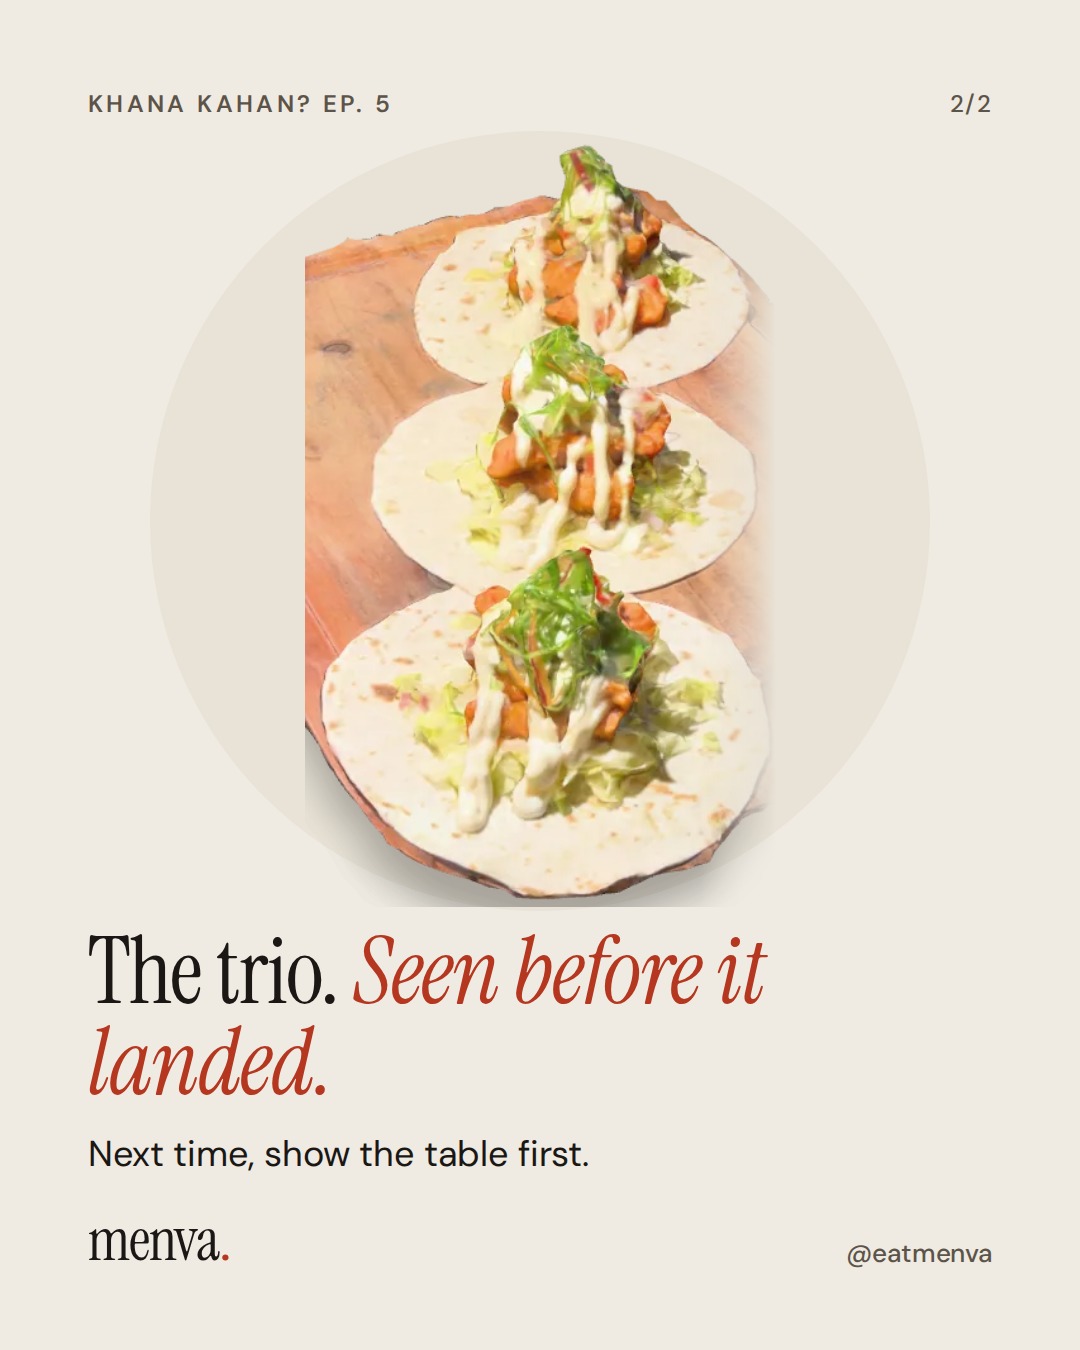 KHANA KAHAN? EP. 5
2/2
The trio. Seen before it
landed.
Next time, show the table first.
menva.
@eatmenva